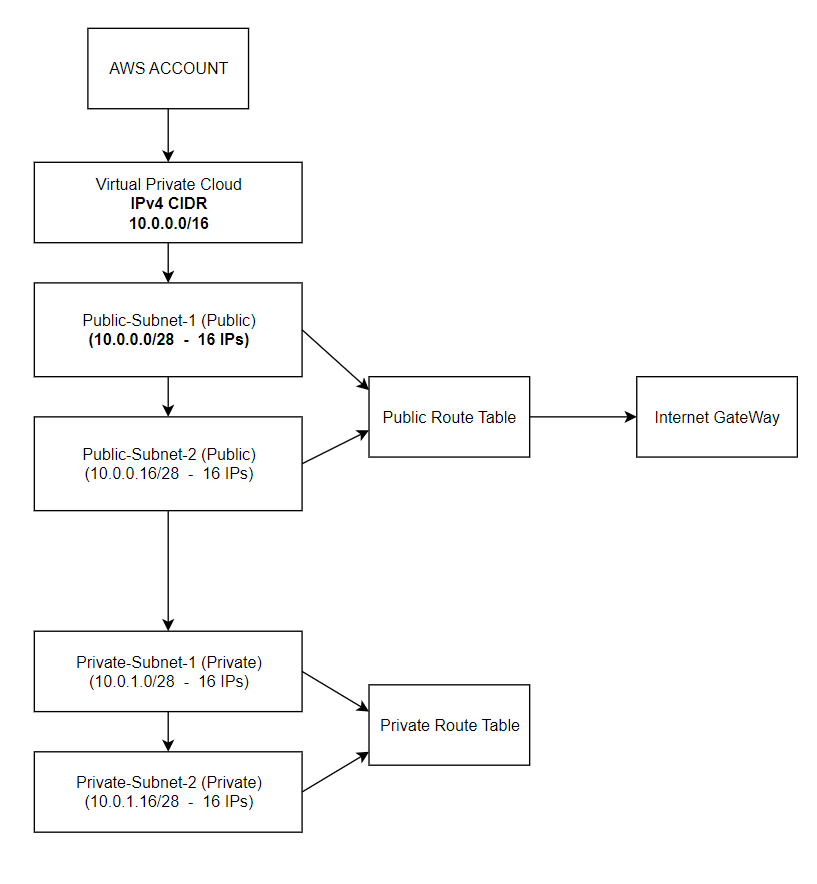 AWS ACCOUNT
Virtual Private Cloud
IPv4 CIDR
10.0.0.0/16
Public-Subnet-1 (Public)
(10.0.0.0/28 - 16 IPs)
Public-Subnet-2 (Public)
(10.0.0.16/28 - 16 IPs)
Public Route Table
Internet GateWay
Private-Subnet-1 (Private)
(10.0.1.0/28 - 16 IPs)
Private-Subnet-2 (Private)
(10.0.1.16/28 - 16 IPs)
Private Route Table